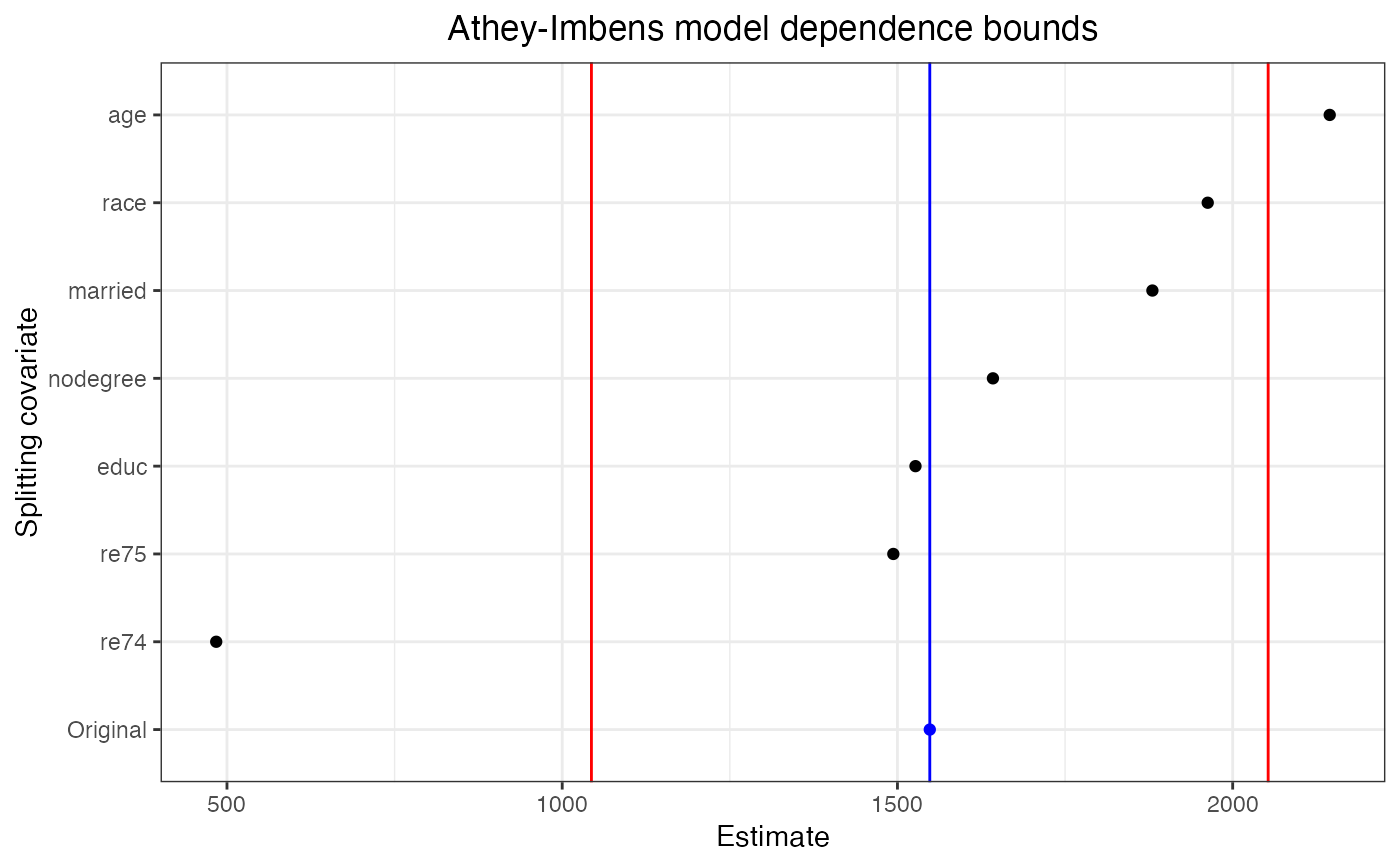 Athey-Imbens model dependence bounds
Splitting covariate
age
race
married
nodegree
educ
re75
re74
Original
500 1000 1500 2000
Estimate